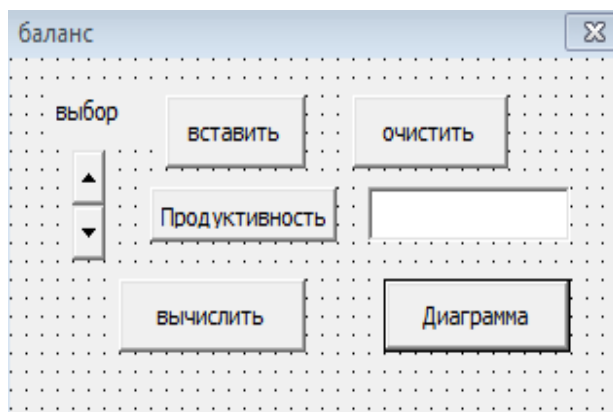 баланс
выбор
вставить
очистить
Продуктивность
вычислить
Диаграмма